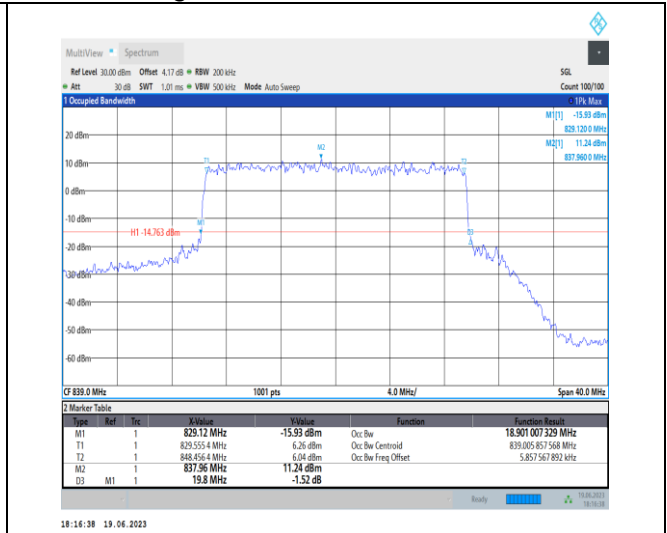 MultiView Spectrum
Ref Level 30.00 dBm Offset 4.17 dB RBW 200 kHz SGL
Att 30 dB SWT 1.01 ms VBW 500 kHz Mode Auto Sweep Count 100/100
1 Occupied Bandwidth 1Pk Max
M1[1] -15.93 dBm
829.120 0 MHz
M2[1] 11.24 dBm
837.960 0 MHz
20 dBm
M2
T1
10 dBm
0 dBm
-10 dBm
M1
H1 -14.763 dBm
D3
-20 dBm
-30 dBm
-40 dBm
-50 dBm
-60 dBm
CF 839.0 MHz 1001 pts 4.0 MHz/ Span 40.0 MHz
2 Marker Table
Type Ref Trc X-Value Y-Value Function Function Result
M1 1 829.12 MHz -15.93 dBm Occ Bw 18.901 007 329 MHz
T1 1 829.555 4 MHz 6.26 dBm Occ Bw Centroid 839.005 857 568 MHz
T2 1 848.456 4 MHz 6.04 dBm Occ Bw Freq Offset 5.857 567 892 kHz
M2 1 837.96 MHz 11.24 dBm
D3 M1 1 19.8 MHz -1.52 dB
Ready 19.06.2023
18:16:38
18:16:38 19.06.2023